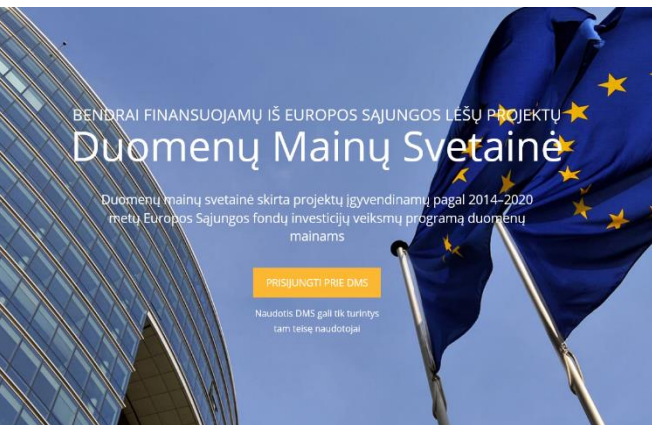 BENDRAI FINANSUOJAMŲ IŠ EUROPOS SĄJUNGOS LĖŠŲ PROJEKTŲ
Duomenų Mainų Svetainė
Duomenų mainų svetainė skirta projektų įgyvendinamų pagal 2014–2020
metų Europos Sąjungos fondų investicijų veiksmų programą duomenų
mainams
PRISIJUNGTI PRIE DMS
Naudotis DMS gali tik turintys
tam teisę naudotojai